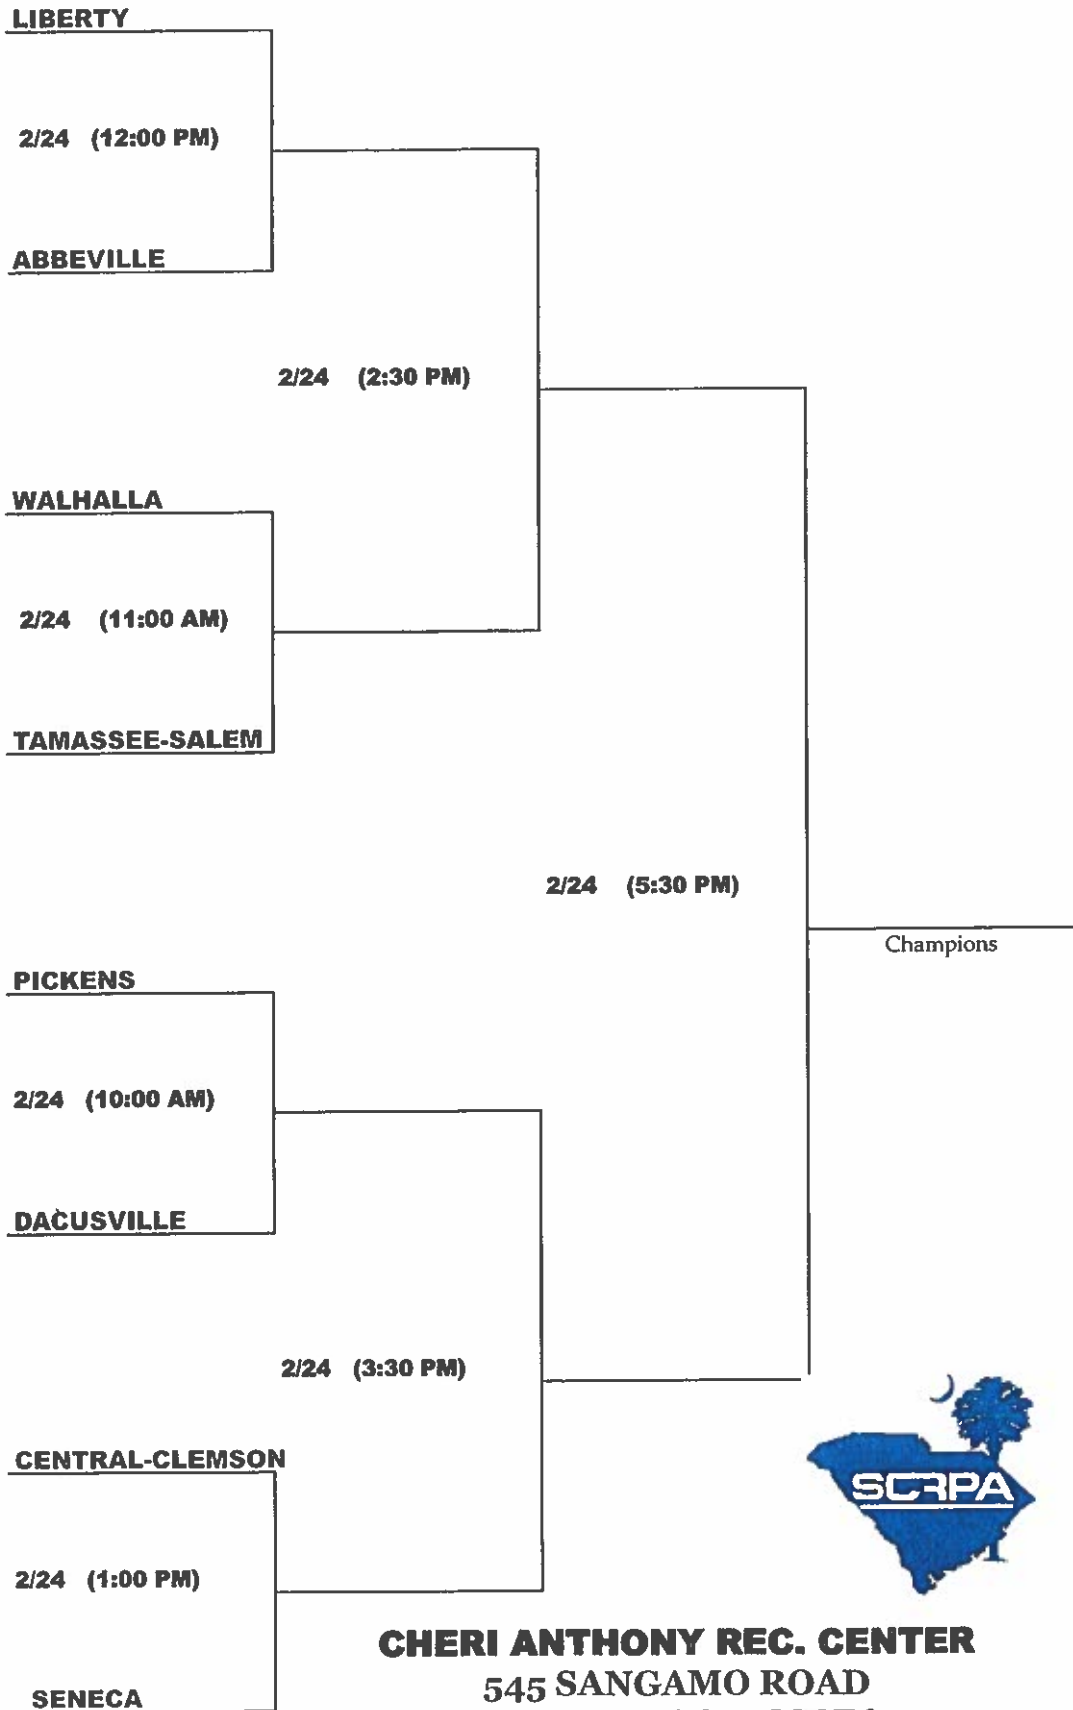 LIBERTY
2/24 (12:00 PM)
ABBEVILLE
2/24 (2:30 PM)
WALHALLA
2/24 (11:00 AM)
TAMASSEE-SALEM
2/24 (5:30 PM)
Champions
PICKENS
2/24 (10:00 AM)
DACUSVILLE
2/24 (3:30 PM)
CENTRAL-CLEMSON
SCRPA
2/24 (1:00 PM)
CHERI ANTHONY REC. CENTER
545 SANGAMO ROAD
SENECA